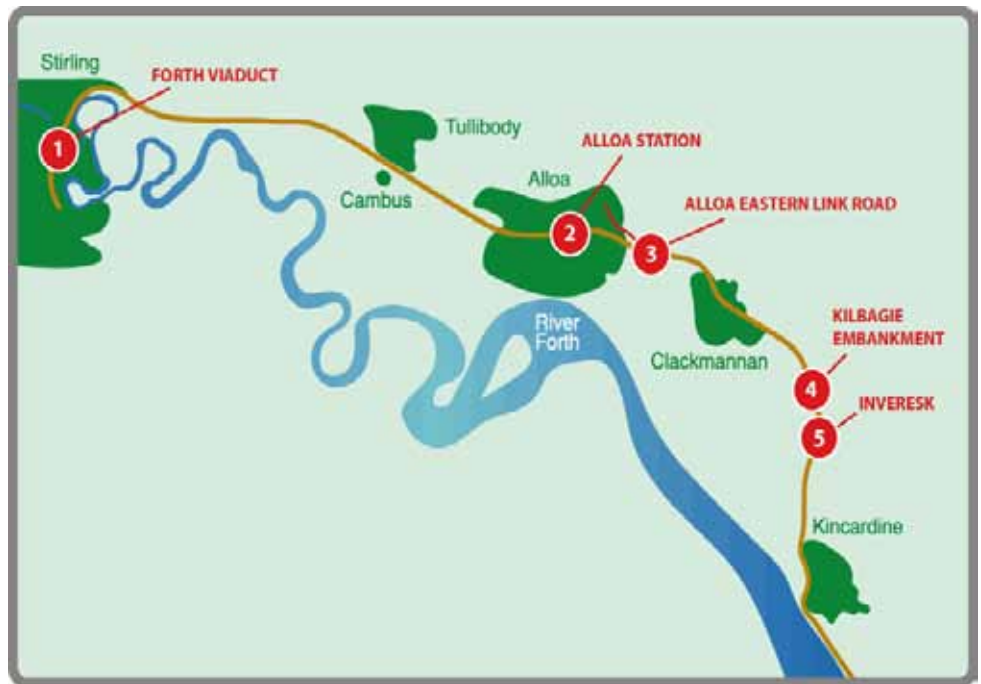 Stirling
FORTH VIADUCT
1
Tullibody
Cambus
ALLOA STATION
Alloa
2
ALLOA EASTERN LINK ROAD
3
River
Forth
Clackmannan
KILBAGIE
EMBANKMENT
4
INVERESK
5
Kincardine